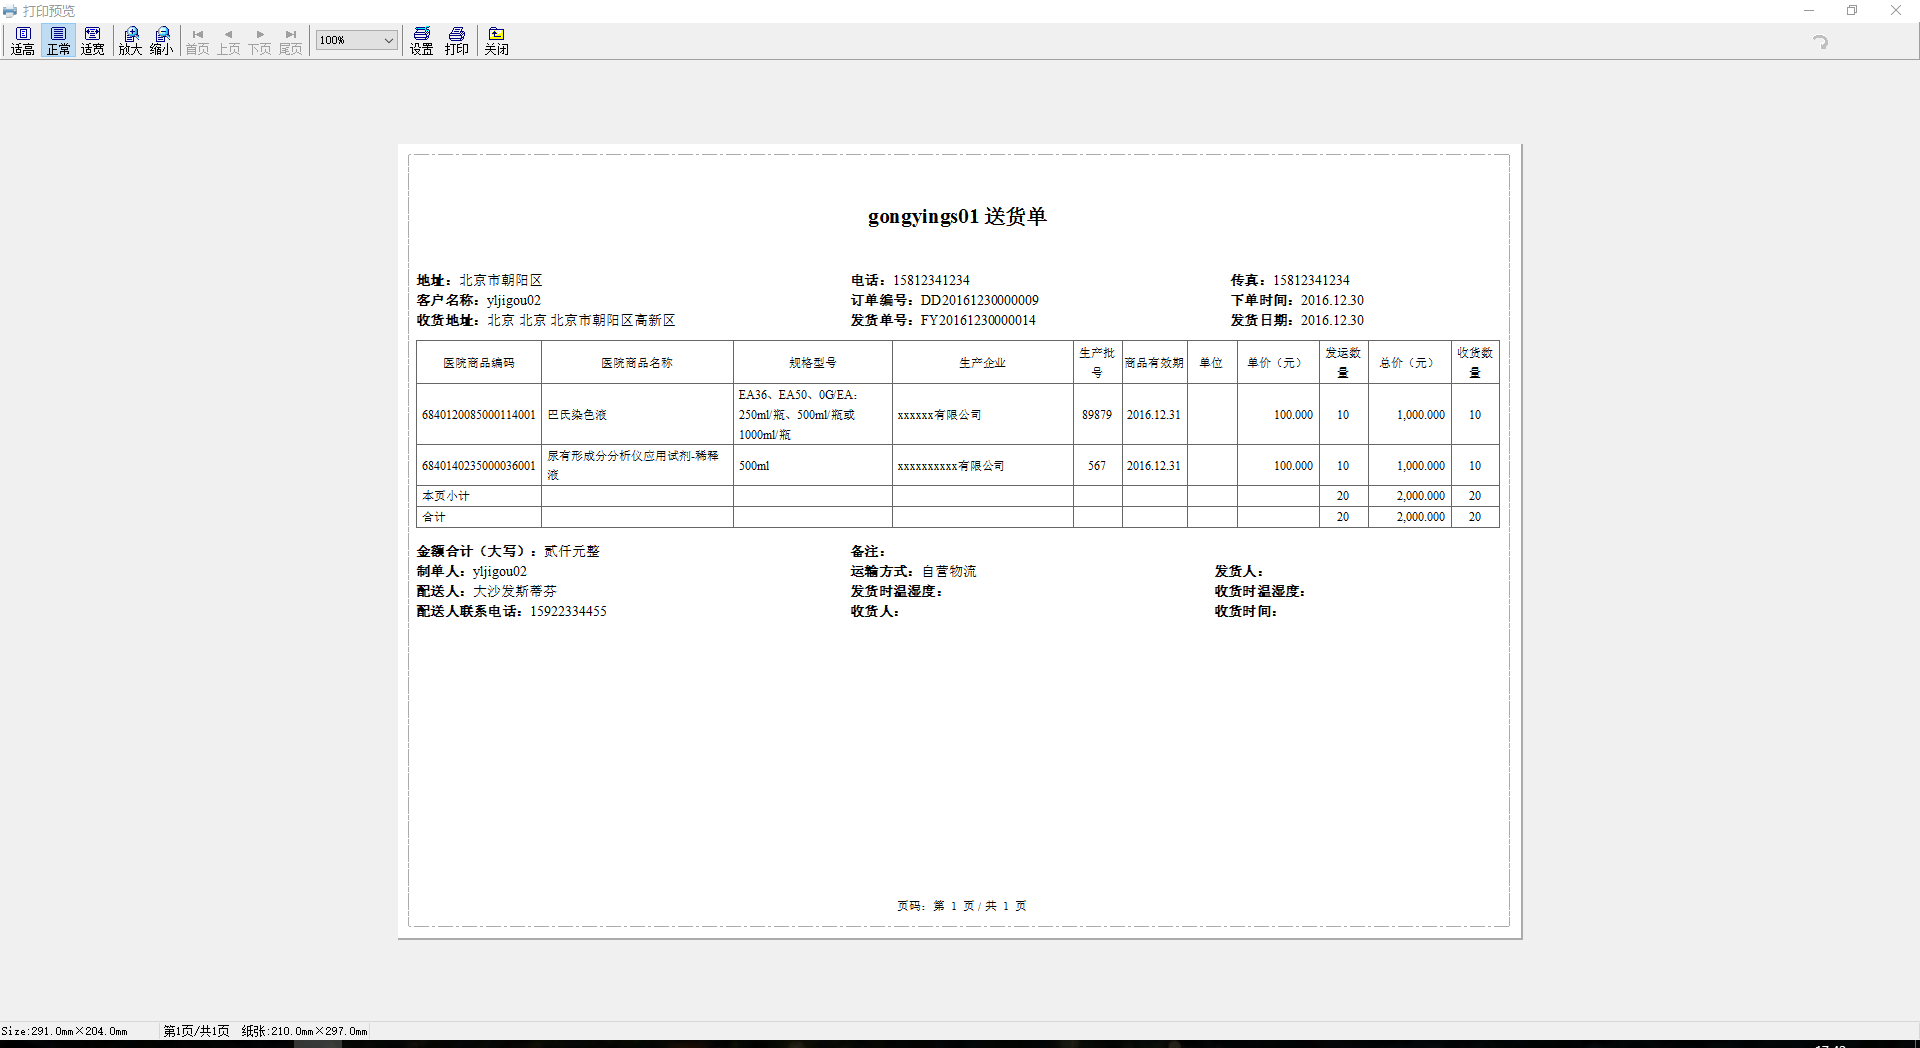 打印预览
适高 正常 适宽 放大 缩小 首页 上页 下页 尾页 100% 设置 打印 关闭
gongyings01 送货单
地址：北京市朝阳区 电话：15812341234 传真：15812341234
客户名称：yljigou02 订单编号：DD20161230000009 下单时间：2016.12.30
收货地址：北京 北京 北京市朝阳区高新区 发货单号：FY20161230000014 发货日期：2016.12.30
医院商品编码 医院商品名称 规格型号 生产企业 生产批号 商品有效期 单位 单价（元） 发运数量 总价（元） 收货数量
6840120085000114001 巴氏染色液 EA36、EA50、0G/EA：250ml/瓶、500ml/瓶或1000ml/瓶 xxxxxx有限公司 89879 2016.12.31 100.000 10 1,000.000 10
6840140235000036001 尿有形成分分析仪应用试剂-稀释液 500ml xxxxxxxxxx有限公司 567 2016.12.31 100.000 10 1,000.000 10
本页小计 20 2,000.000 20
合计 20 2,000.000 20
金额合计（大写）：贰仟元整 备注：
制单人：yljigou02 运输方式：自营物流 发货人：
配送人：大沙发斯蒂芬 发货时温湿度： 收货时温湿度：
配送人联系电话：15922334455 收货人： 收货时间：
页码：第 1 页 / 共 1 页
Size:291.0mm×204.0mm 第1页/共1页 纸张:210.0mm×297.0mm